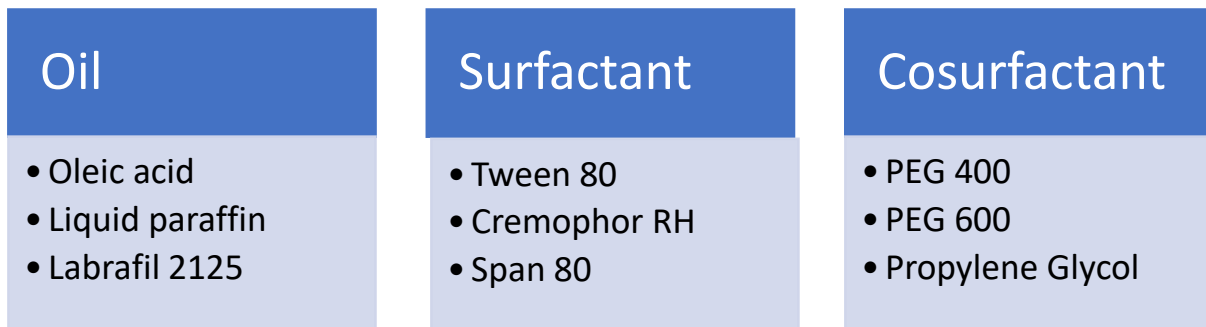 Oil
• Oleic acid
• Liquid paraffin
• Labrafil 2125
Surfactant
• Tween 80
• Cremophor RH
• Span 80
Cosurfactant
• PEG 400
• PEG 600
• Propylene Glycol